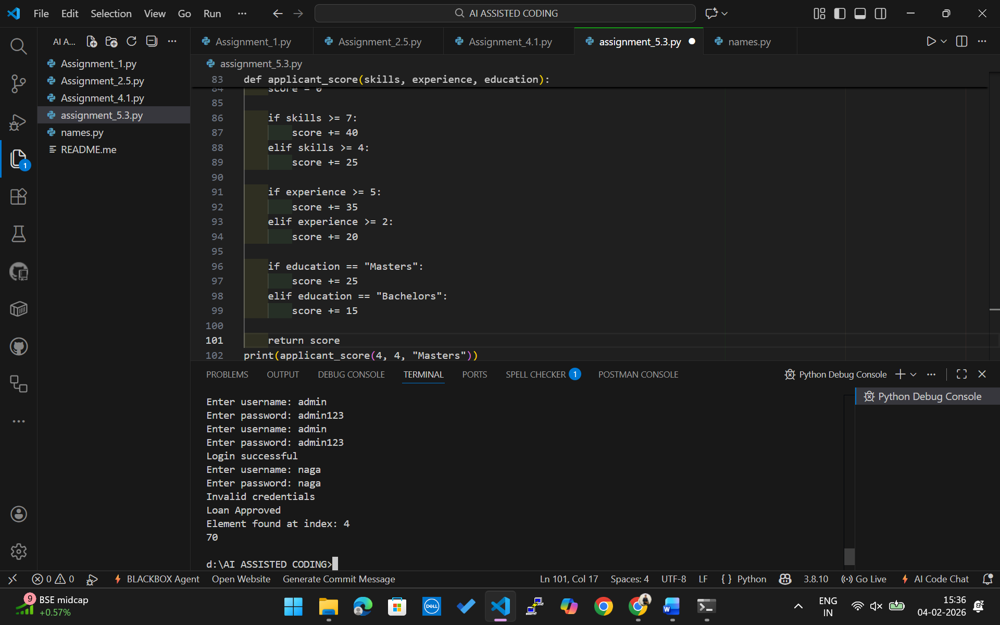 File Edit Selection View Go Run ··· AI ASSISTED CODING
AI A...
Assignment_1.py
Assignment_2.5.py
Assignment_4.1.py
assignment_5.3.py
names.py
README.me
1
Assignment_1.py Assignment_2.5.py Assignment_4.1.py assignment_5.3.py names.py
assignment_5.3.py
83 def applicant_score(skills, experience, education):
84 score = 0
85
86 if skills >= 7:
87 score += 40
88 elif skills >= 4:
89 score += 25
90
91 if experience >= 5:
92 score += 35
93 elif experience >= 2:
94 score += 20
95
96 if education == "Masters":
97 score += 25
98 elif education == "Bachelors":
99 score += 15
100
101 return score
102 print(applicant_score(4, 4, "Masters"))
PROBLEMS OUTPUT DEBUG CONSOLE TERMINAL PORTS SPELL CHECKER 1 POSTMAN CONSOLE Python Debug Console
Python Debug Console
Enter username: admin
Enter password: admin123
Enter username: admin
Enter password: admin123
Login successful
Enter username: naga
Enter password: naga
Invalid credentials
Loan Approved
Element found at index: 4
70
d:\AI ASSISTED CODING>
0 0 BLACKBOX Agent Open Website Generate Commit Message Ln 101, Col 17 Spaces: 4 UTF-8 LF {} Python 3.8.10 Go Live AI Code Chat
9 BSE midcap
+0.57%
DELL
W
ENG
IN
15:36
04-02-2026